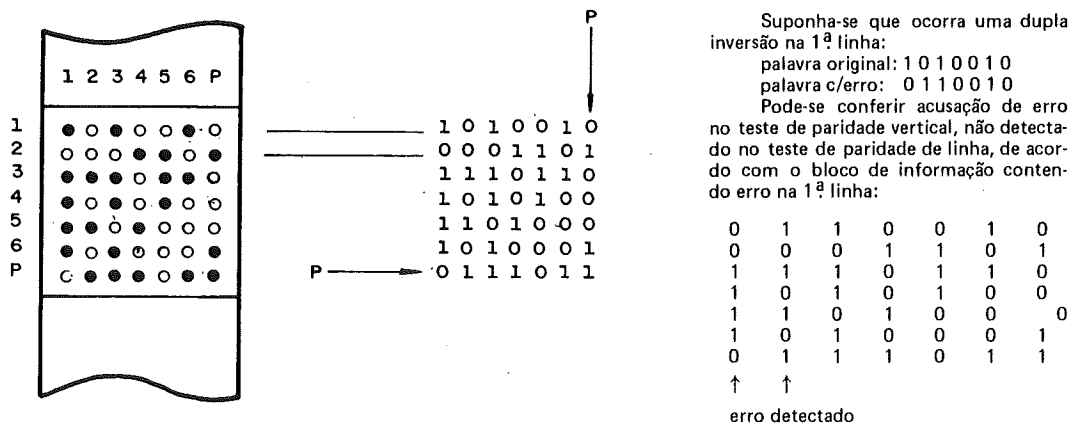 1 2 3 4 5 6 P
1
2
3
4
5
6
P
P
1 0 1 0 0 1 0
0 0 0 1 1 0 1
1 1 1 0 1 1 0
1 0 1 0 1 0 0
1 1 0 1 0 0 0
1 0 1 0 0 0 1
P 0 1 1 1 0 1 1
Suponha-se que ocorra uma dupla
inversão na 1ª linha:
palavra original: 1 0 1 0 0 1 0
palavra c/erro: 0 1 1 0 0 1 0
Pode-se conferir acusação de erro
no teste de paridade vertical, não detecta-
do no teste de paridade de linha, de acor-
do com o bloco de informação conten-
do erro na 1ª linha:
0 1 1 0 0 1 0
0 0 0 1 1 0 1
1 1 1 0 1 1 0
1 0 1 0 1 0 0
1 1 0 1 0 0 0
1 0 1 0 0 0 1
0 1 1 1 0 1 1
erro detectado